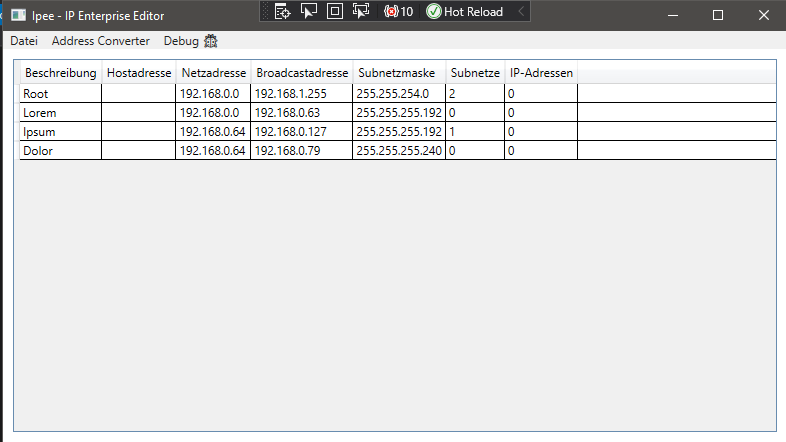 Ipee - IP Enterprise Editor
10 Hot Reload
Datei Address Converter Debug
Beschreibung Hostadresse Netzadresse Broadcastadresse Subnetzmaske Subnetze IP-Adressen
Root 192.168.0.0 192.168.1.255 255.255.254.0 2 0
Lorem 192.168.0.0 192.168.0.63 255.255.255.192 0 0
Ipsum 192.168.0.64 192.168.0.127 255.255.255.192 1 0
Dolor 192.168.0.64 192.168.0.79 255.255.255.240 0 0